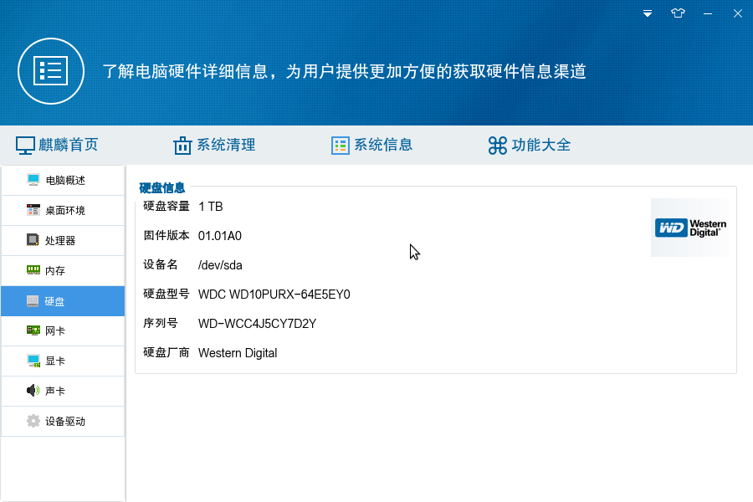 了解电脑硬件详细信息，为用户提供更加方便的获取硬件信息渠道
麒麟首页 系统清理 系统信息 功能大全
电脑概述
桌面环境
处理器
内存
硬盘
网卡
显卡
声卡
设备驱动
硬盘信息
硬盘容量 1 TB
固件版本 01.01A0
设备名 /dev/sda
硬盘型号 WDC WD10PURX-64E5EY0
序列号 WD-WCC4J5CY7D2Y
硬盘厂商 Western Digital
WD Western
Digital